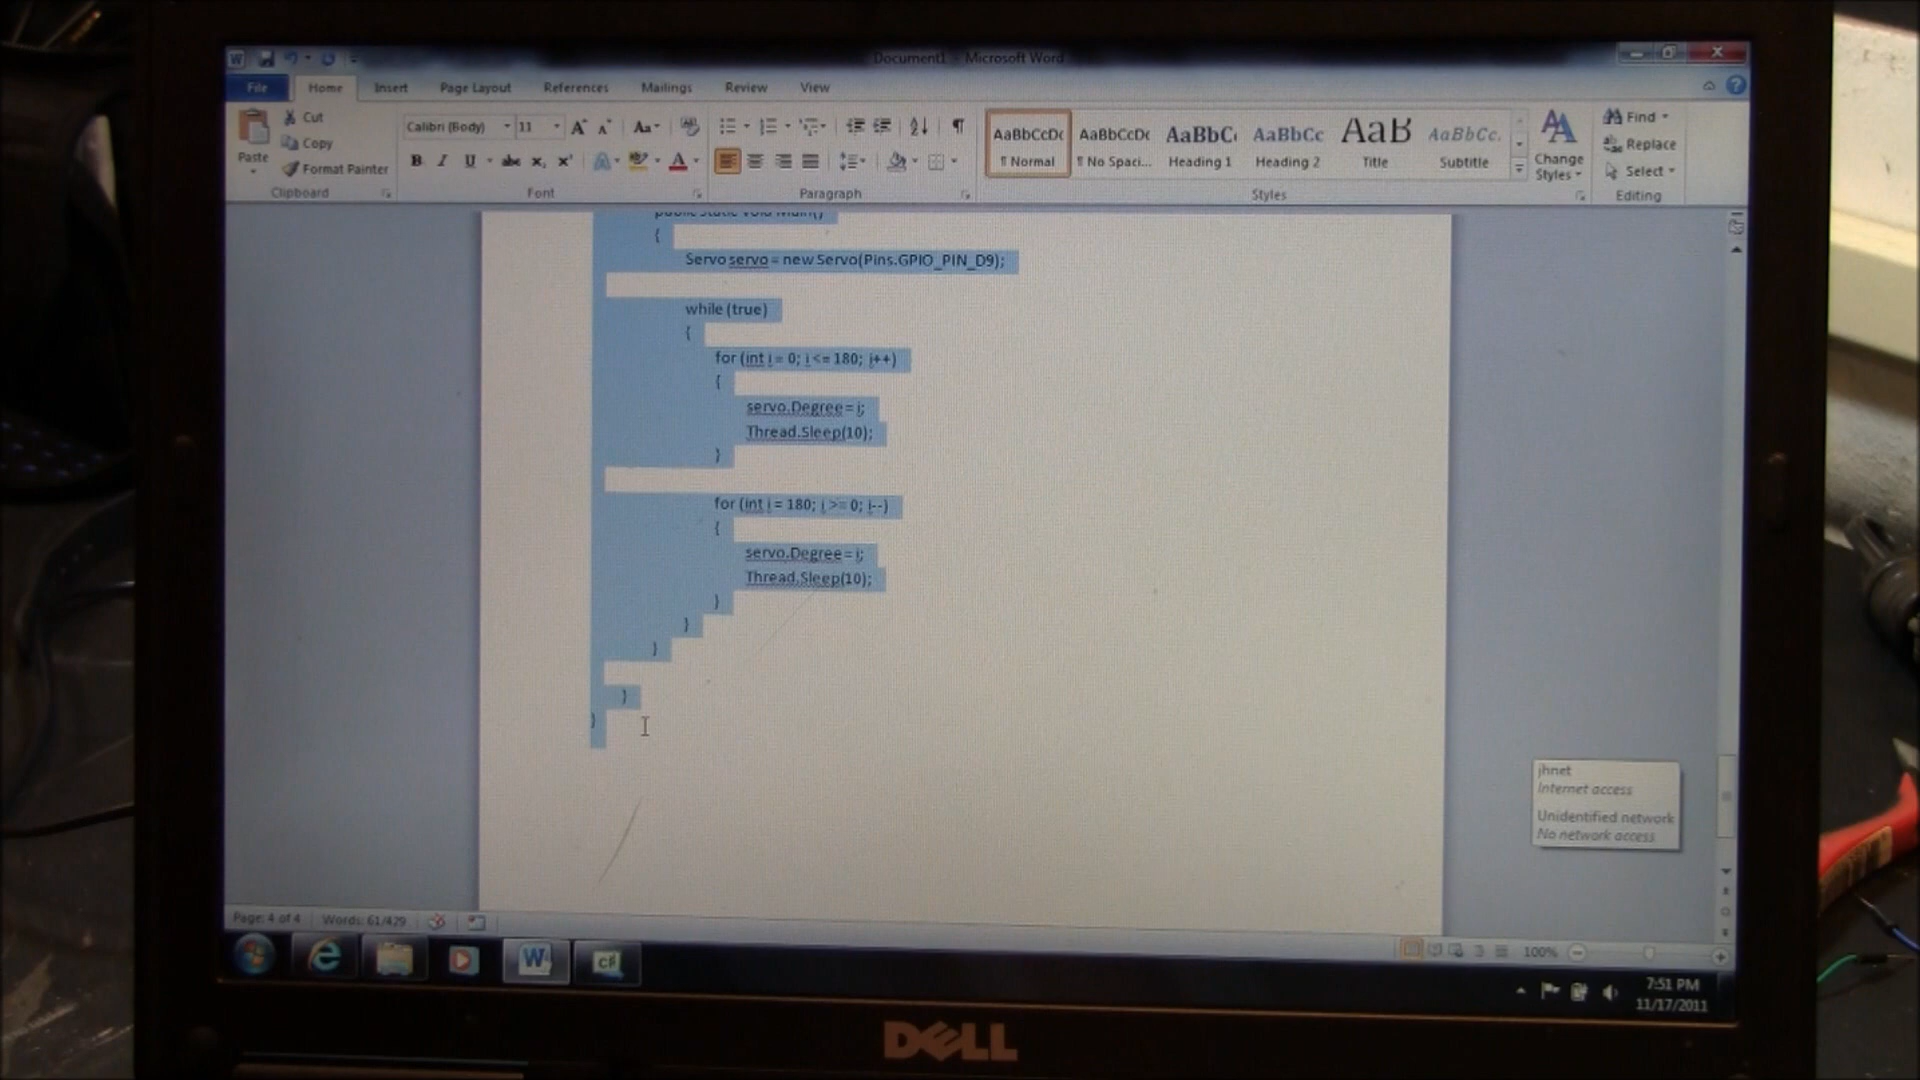 Document1 - Microsoft Word
File Home Insert Page Layout References Mailings Review View
Paste
Cut
Copy
Format Painter
Clipboard
Calibri (Body) 11
Font
Paragraph
AaBbCcDc AaBbCcDc AaBbC AaBbCc AaB AaBbCc.
Normal No Spaci... Heading 1 Heading 2 Title Subtitle
Styles
Change
Styles
Find
Replace
Select
Editing
public static void Main()
{
Servo servo = new Servo(Pins.GPIO_PIN_D9);
while (true)
{
for (int i = 0; i <= 180; i++)
{
servo.Degree = i;
Thread.Sleep(10);
}
for (int i = 180; i >= 0; i--)
{
servo.Degree = i;
Thread.Sleep(10);
}
}
}
}
}
jhnet
Internet access
Unidentified network
No network access
Page: 4 of 4 Words: 61/429
100%
7:51 PM
11/17/2011
DELL